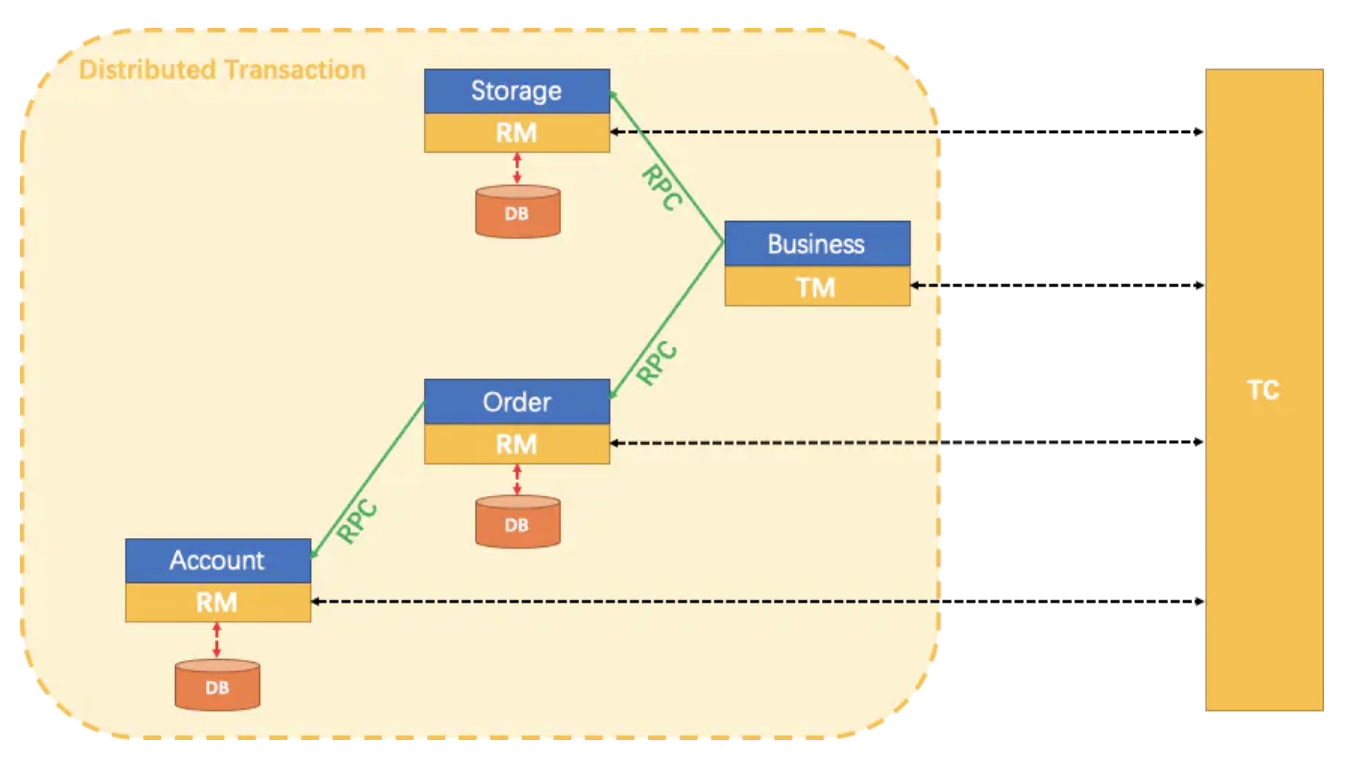 Distributed Transaction
Storage
RM
DB
RPC
Business
TM
RPC
Order
RM
DB
RPC
Account
RM
DB
TC